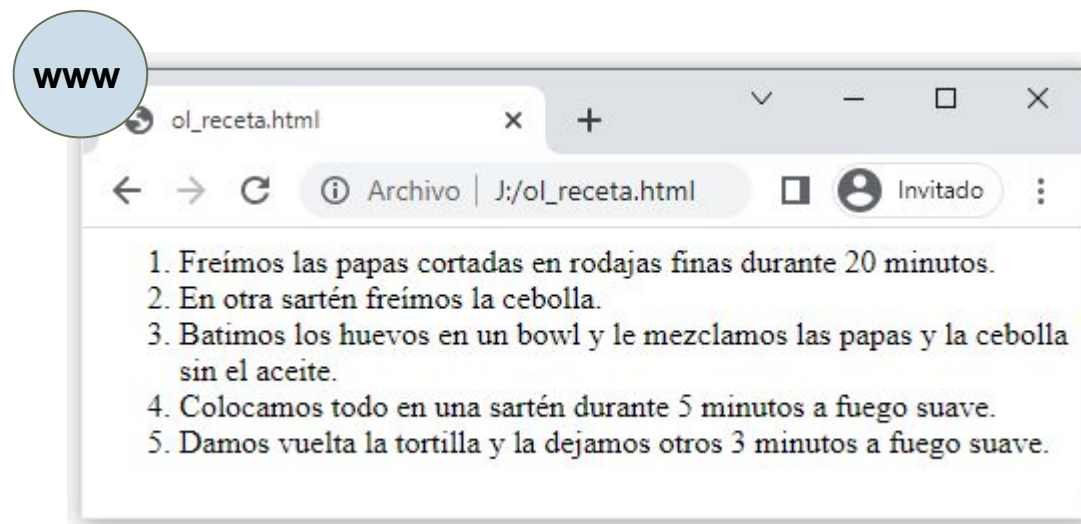 www
ol_receta.html
Archivo | J:/ol_receta.html
Invitado
1. Freímos las papas cortadas en rodajas finas durante 20 minutos.
2. En otra sartén freímos la cebolla.
3. Batimos los huevos en un bowl y le mezclamos las papas y la cebolla
sin el aceite.
4. Colocamos todo en una sartén durante 5 minutos a fuego suave.
5. Damos vuelta la tortilla y la dejamos otros 3 minutos a fuego suave.